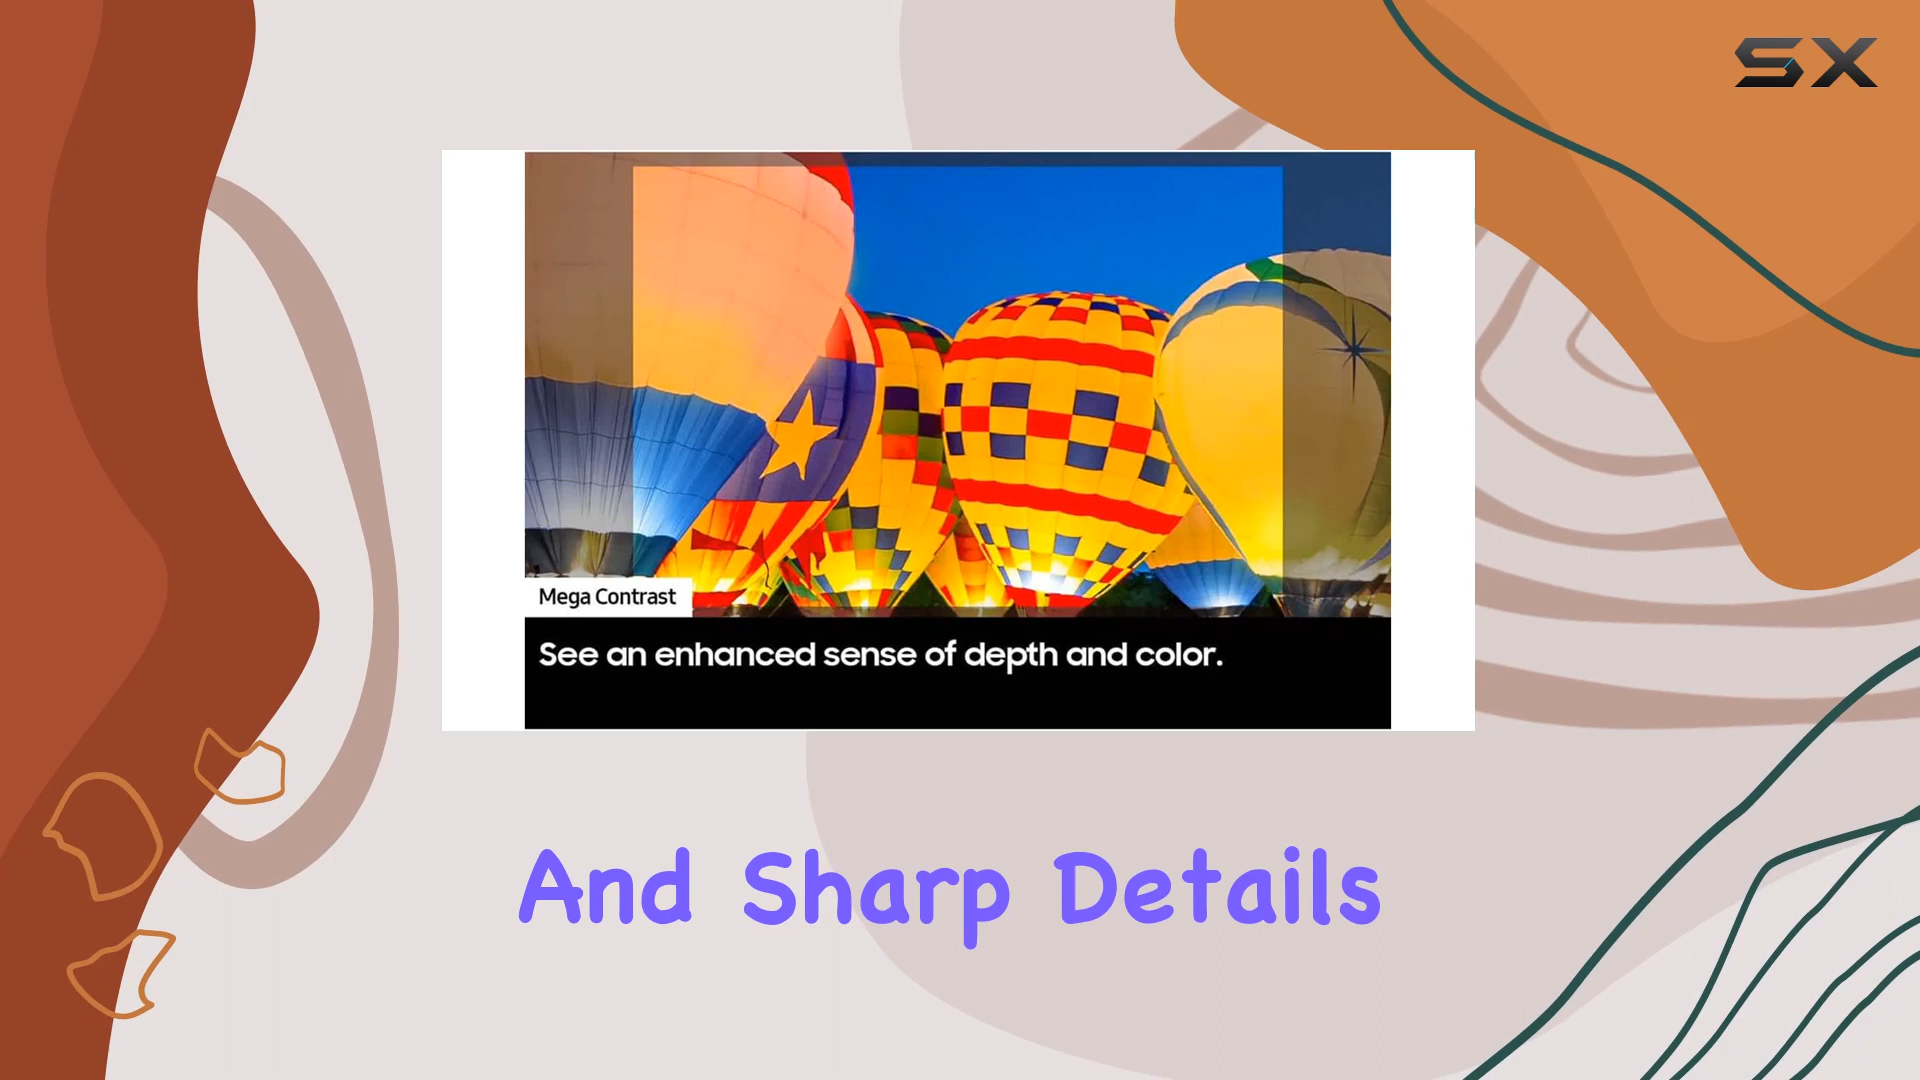 SX
Mega Contrast
See an enhanced sense of depth and color.
And Sharp Details